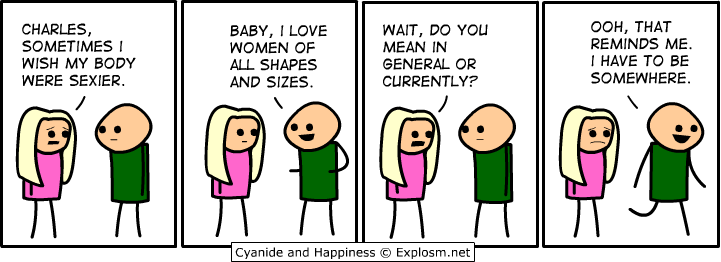 CHARLES,
SOMETIMES I
WISH MY BODY
WERE SEXIER.
BABY, I LOVE
WOMEN OF
ALL SHAPES
AND SIZES.
WAIT, DO YOU
MEAN IN
GENERAL OR
CURRENTLY?
OOH, THAT
REMINDS ME.
I HAVE TO BE
SOMEWHERE.
Cyanide and Happiness © Explosm.net